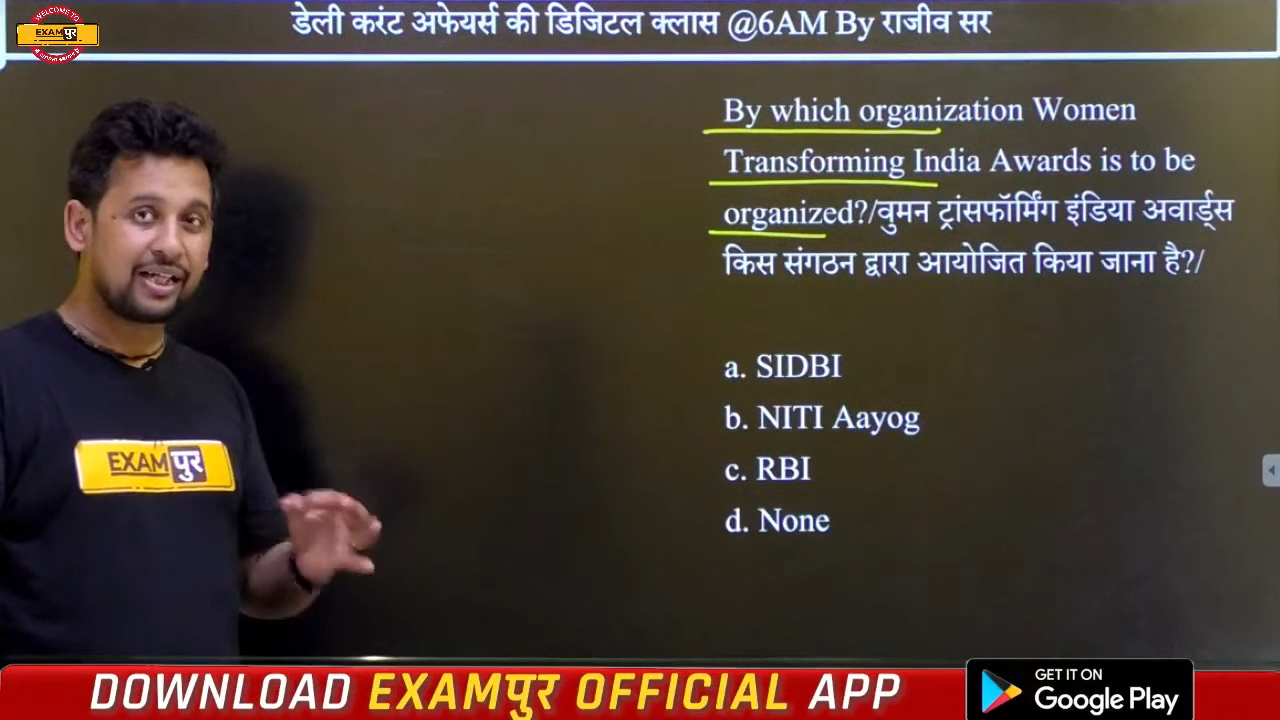 WELCOME TO
EXAMपुर
डेली करंट अफेयर्स की डिजिटल क्लास @6AM By राजीव सर
By which organization Women
Transforming India Awards is to be
organized?/वुमन ट्रांसफॉर्मिंग इंडिया अवार्ड्स
किस संगठन द्वारा आयोजित किया जाना है?/
a. SIDBI
b. NITI Aayog
c. RBI
d. None
EXAMपुर
DOWNLOAD EXAMपुर OFFICIAL APP
GET IT ON
Google Play